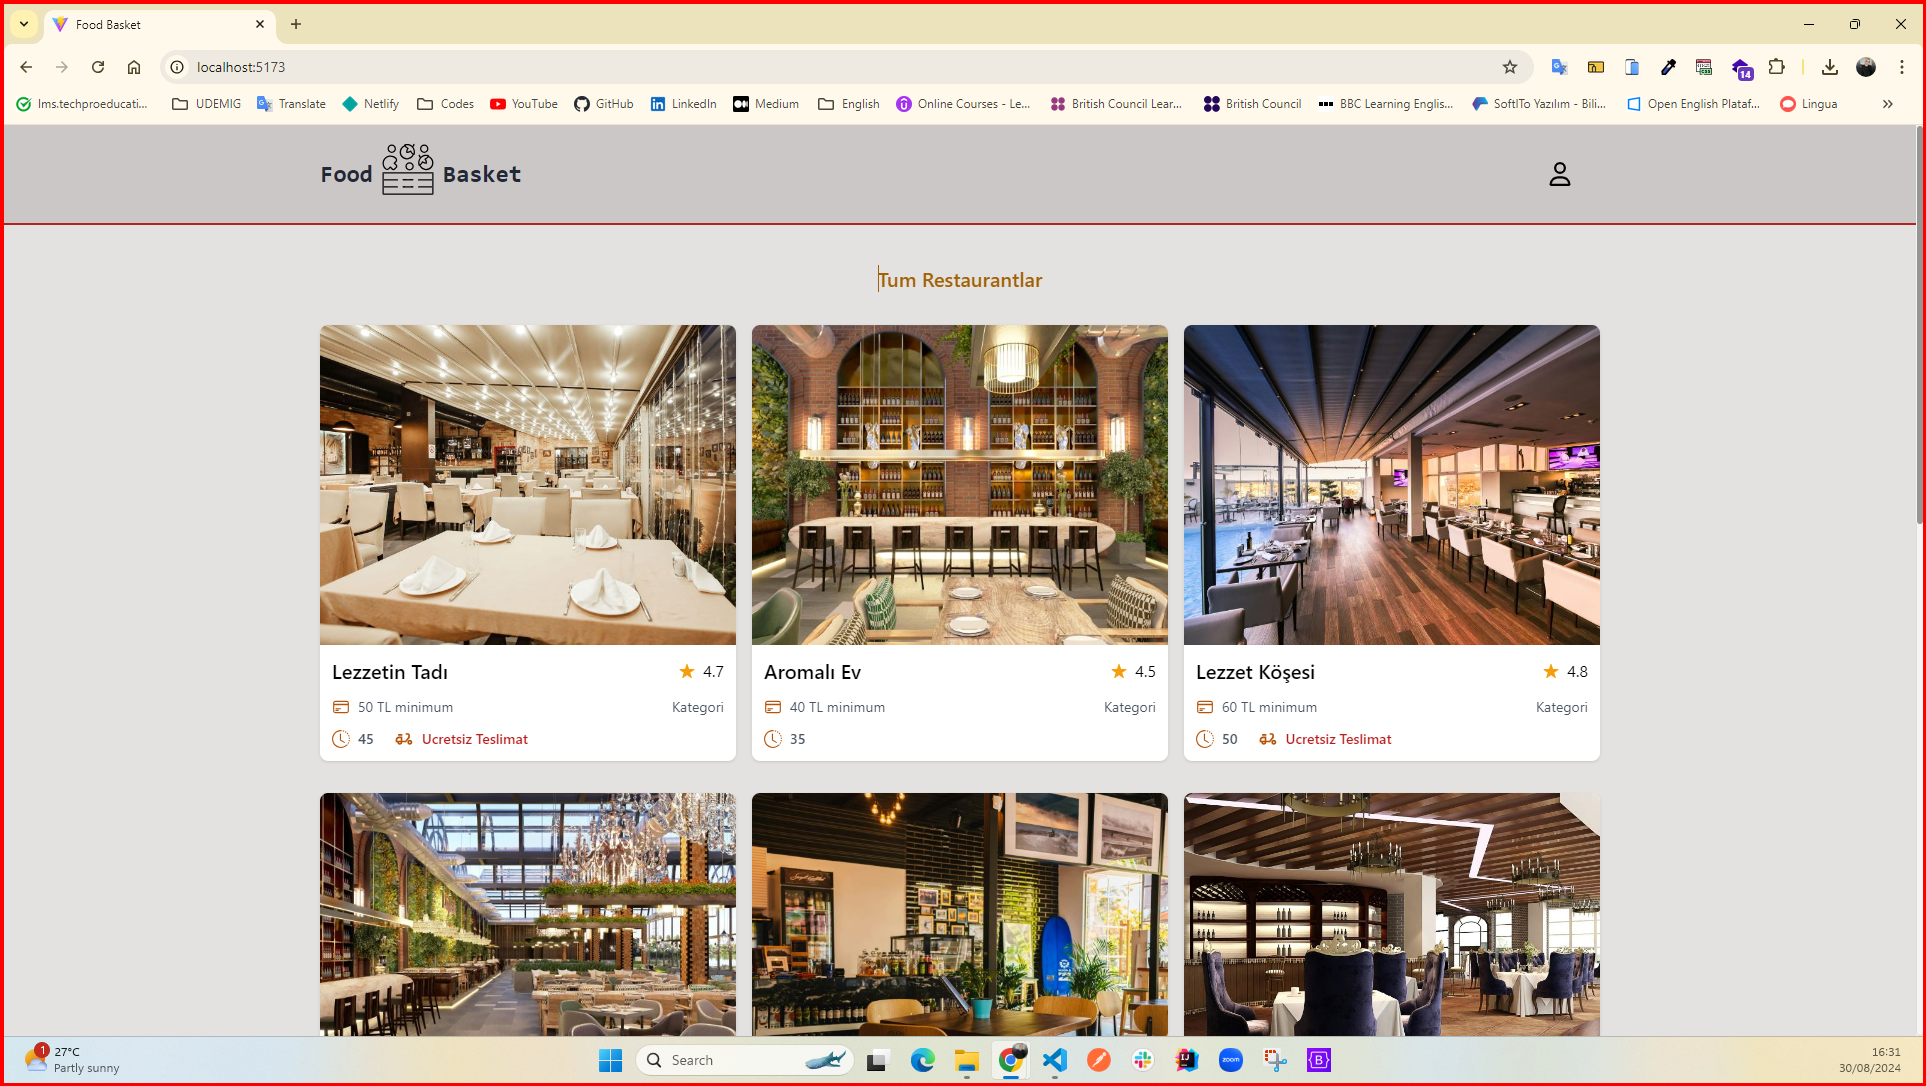 Food Basket
localhost:5173
lms.techproeducati...
UDEMIG
Translate
Netlify
Codes
YouTube
GitHub
LinkedIn
Medium
English
Online Courses - Le...
British Council Lear...
British Council
BBC Learning Englis...
SoftITo Yazılım - Bili...
Open English Plataf...
Lingua
14
Food Basket
Tum Restaurantlar
Lezzetin Tadı 4.7
50 TL minimum Kategori
45 Ucretsiz Teslimat
Aromalı Ev 4.5
40 TL minimum Kategori
35
Lezzet Köşesi 4.8
60 TL minimum Kategori
50 Ucretsiz Teslimat
1
27°C
Partly sunny
Search
zoom
16:31
30/08/2024